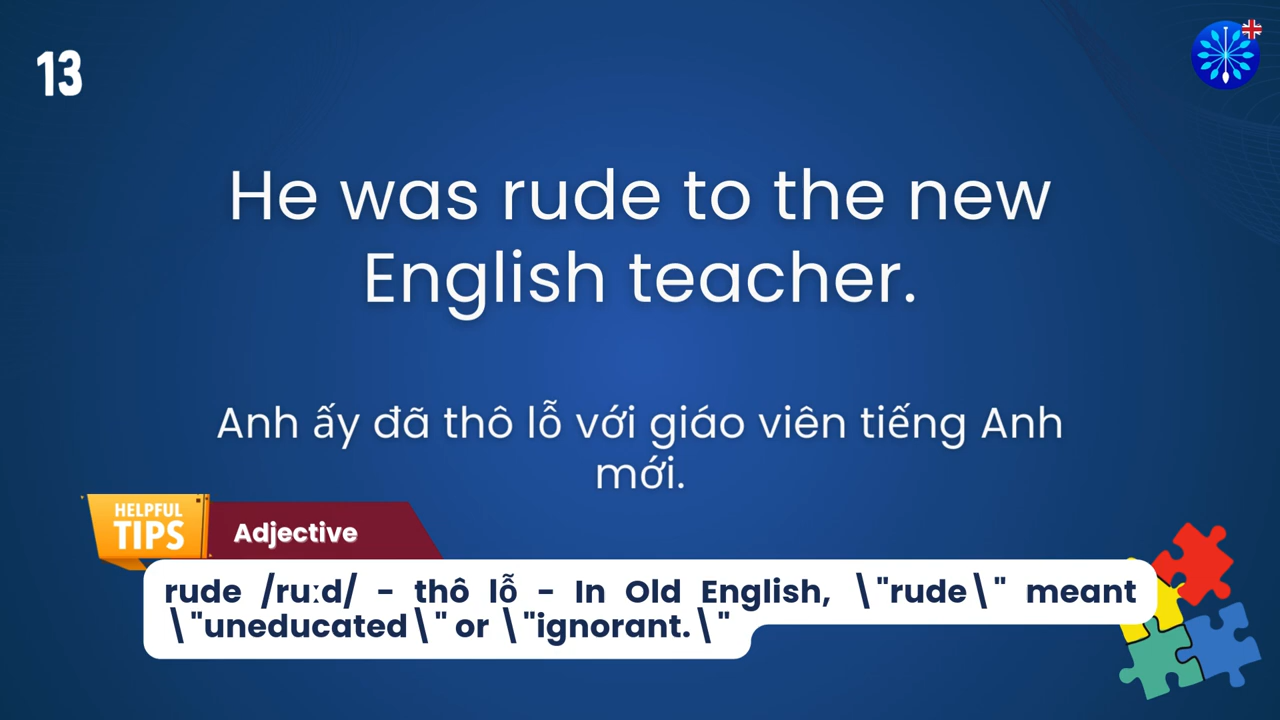 13
He was rude to the new
English teacher.
Anh ấy đã thô lỗ với giáo viên tiếng Anh
mới.
HELPFUL
TIPS
Adjective
rude /ruːd/ - thô lỗ - In Old English, \"rude\" meant
\"uneducated\" or \"ignorant.\"